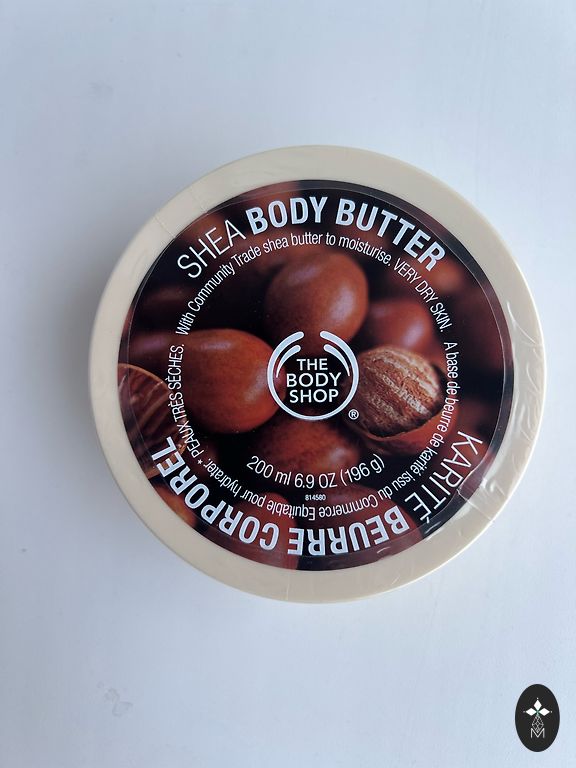 SHEA BODY BUTTER
With Community Trade shea butter to moisturise. VERY DRY SKIN.
THE
BODY
SHOP
®
200 ml 6.9 OZ (196 g)
814580
KARITÉ BEURRE CORPOREL
A base de beurre de karité issu du Commerce Equitable pour hydrater.* PEAUX TRÈS SÈCHES.
M